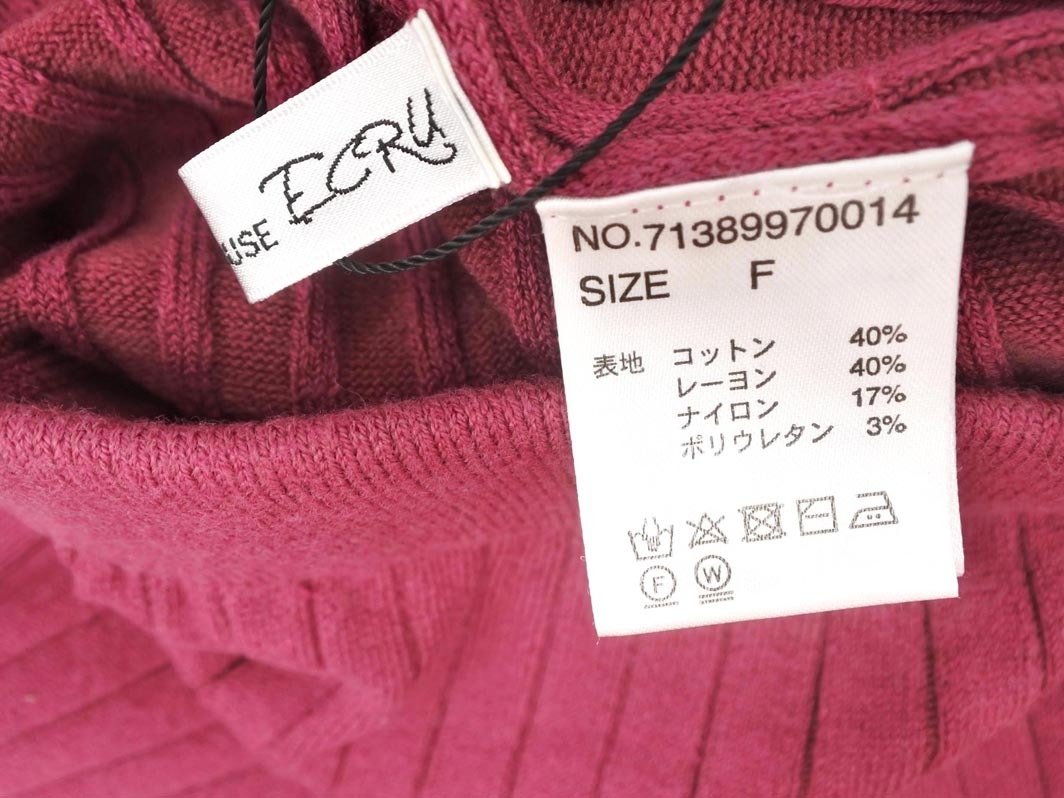 ECRU
USE
NO.71389970014
SIZE F
表地 コットン 40%
レーヨン 40%
ナイロン 17%
ポリウレタン 3%
F W